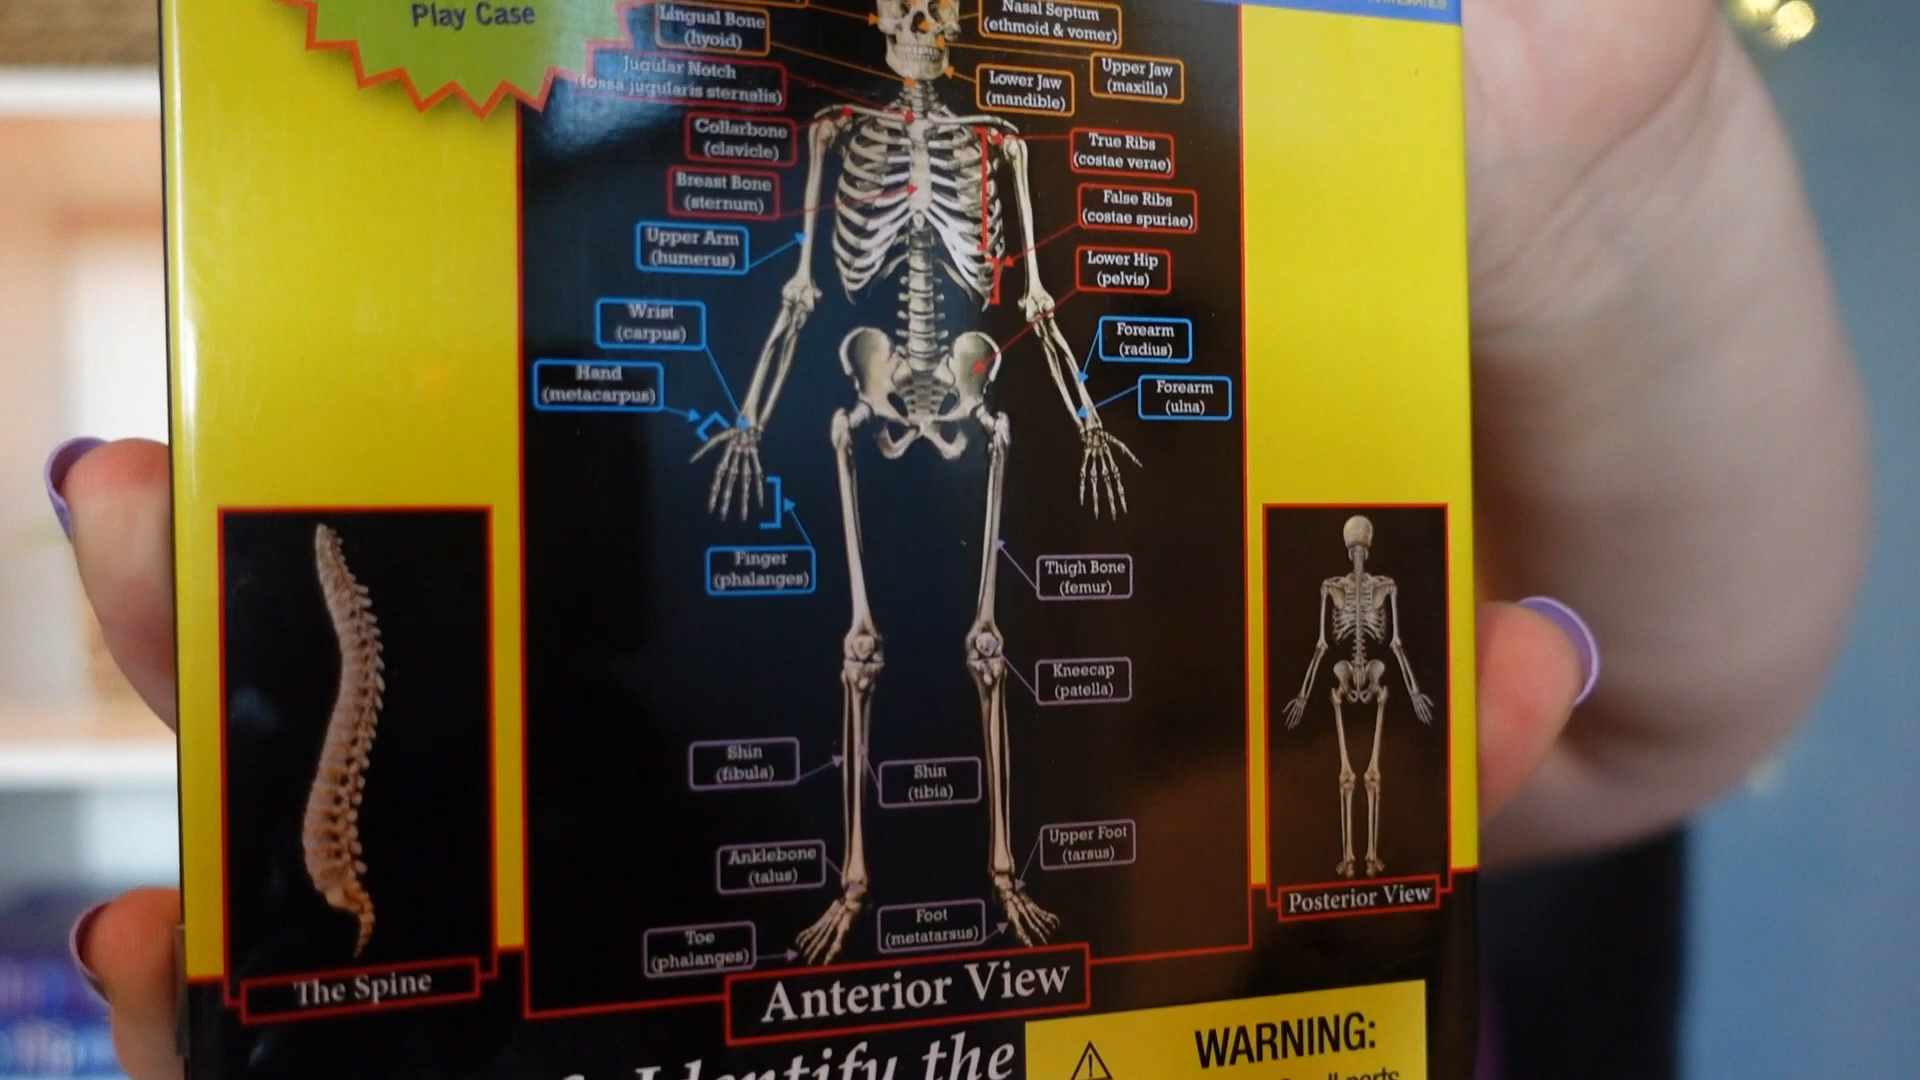 Play Case
Lingual Bone
(hyoid)
Nasal Septum
(ethmoid & vomer)
Jugular Notch
(fossa jugularis sternalis)
Lower Jaw
(mandible)
Upper Jaw
(maxilla)
Collarbone
(clavicle)
True Ribs
(costae verae)
Breast Bone
(sternum)
False Ribs
(costae spuriae)
Upper Arm
(humerus)
Lower Hip
(pelvis)
Wrist
(carpus)
Forearm
(radius)
Hand
(metacarpus)
Forearm
(ulna)
Finger
(phalanges)
Thigh Bone
(femur)
Kneecap
(patella)
Shin
(fibula)
Shin
(tibia)
Anklebone
(talus)
Upper Foot
(tarsus)
Foot
(metatarsus)
Toe
(phalanges)
The Spine
Anterior View
Posterior View
Identify the
WARNING:
parts